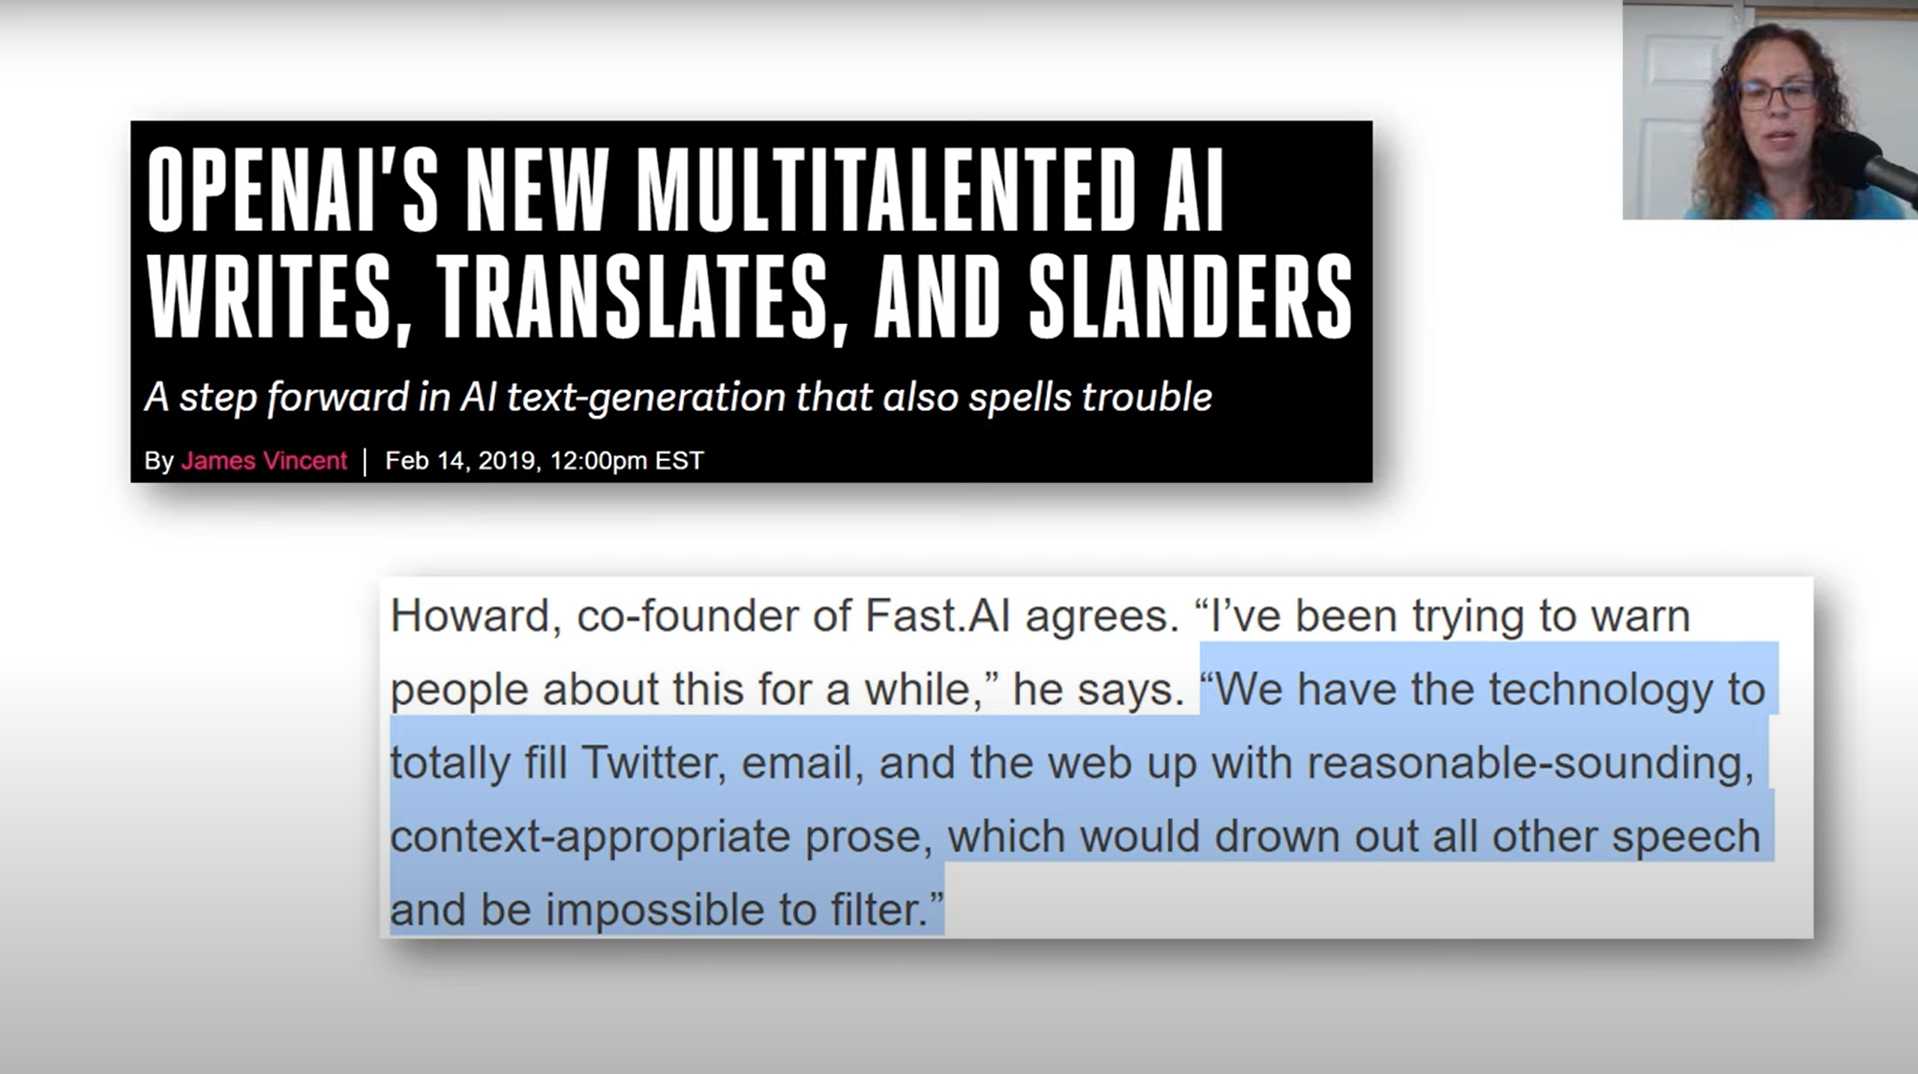 OPENAI'S NEW MULTITALENTED AI
WRITES, TRANSLATES, AND SLANDERS
A step forward in AI text-generation that also spells trouble
By James Vincent | Feb 14, 2019, 12:00pm EST
Howard, co-founder of Fast.AI agrees. “I’ve been trying to warn
people about this for a while,” he says. “We have the technology to
totally fill Twitter, email, and the web up with reasonable-sounding,
context-appropriate prose, which would drown out all other speech
and be impossible to filter.”